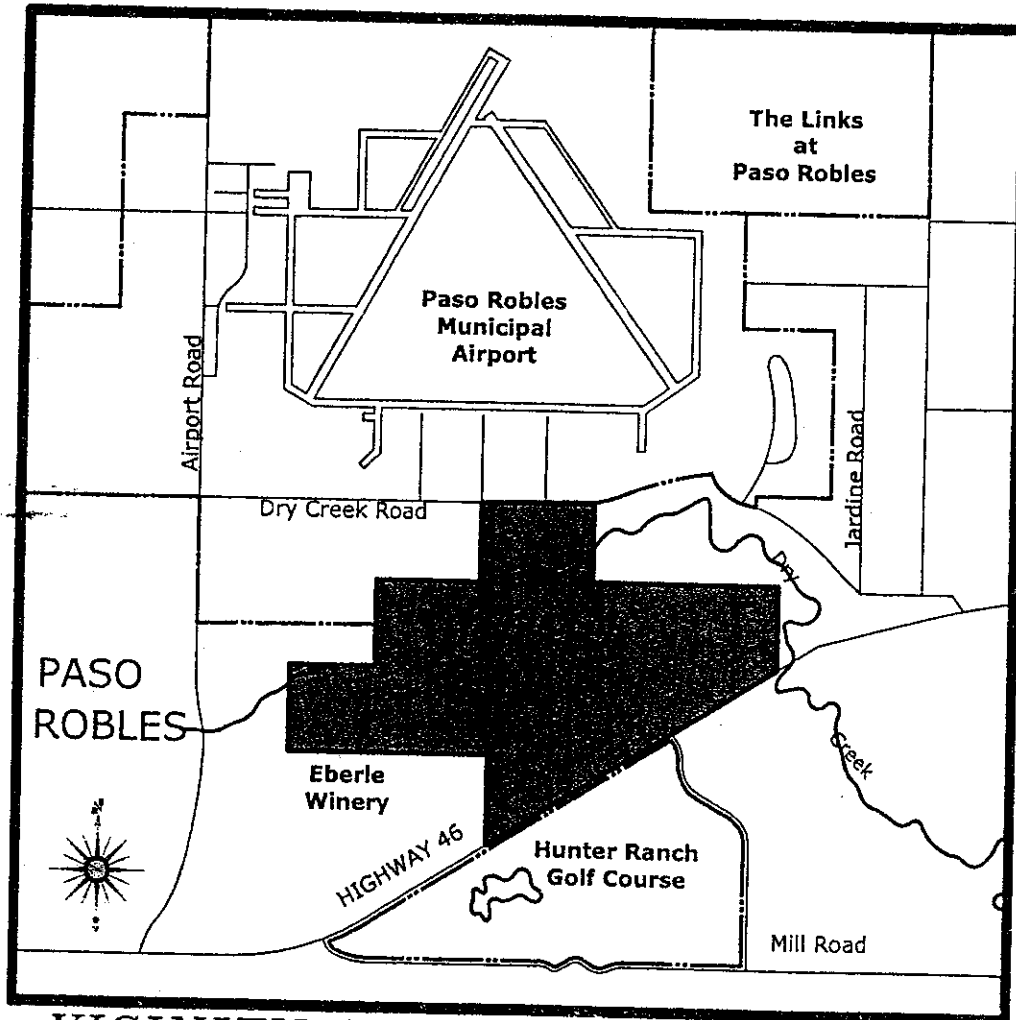 The Links
at
Paso Robles
Paso Robles
Municipal
Airport
Airport Road
Jardine Road
Dry Creek Road
Dry
Creek
PASO
ROBLES
Eberle
Winery
HIGHWAY 46
Hunter Ranch
Golf Course
Mill Road